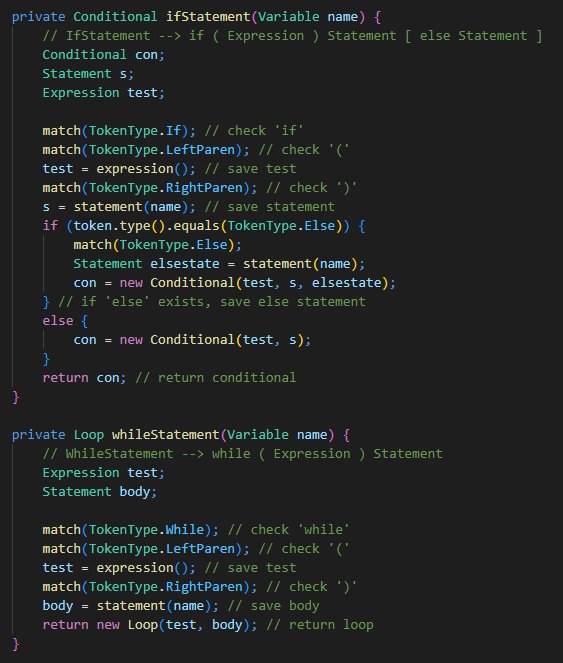 private Conditional ifStatement(Variable name) {
    // IfStatement --> if ( Expression ) Statement [ else Statement ]
    Conditional con;
    Statement s;
    Expression test;

    match(TokenType.If); // check 'if'
    match(TokenType.LeftParen); // check '('
    test = expression(); // save test
    match(TokenType.RightParen); // check ')'
    s = statement(name); // save statement
    if (token.type().equals(TokenType.Else)) {
        match(TokenType.Else);
        Statement elsestate = statement(name);
        con = new Conditional(test, s, elsestate);
    } // if 'else' exists, save else statement
    else {
        con = new Conditional(test, s);
    }
    return con; // return conditional
}

private Loop whileStatement(Variable name) {
    // WhileStatement --> while ( Expression ) Statement
    Expression test;
    Statement body;

    match(TokenType.While); // check 'while'
    match(TokenType.LeftParen); // check '('
    test = expression(); // save test
    match(TokenType.RightParen); // check ')'
    body = statement(name); // save body
    return new Loop(test, body); // return loop
}